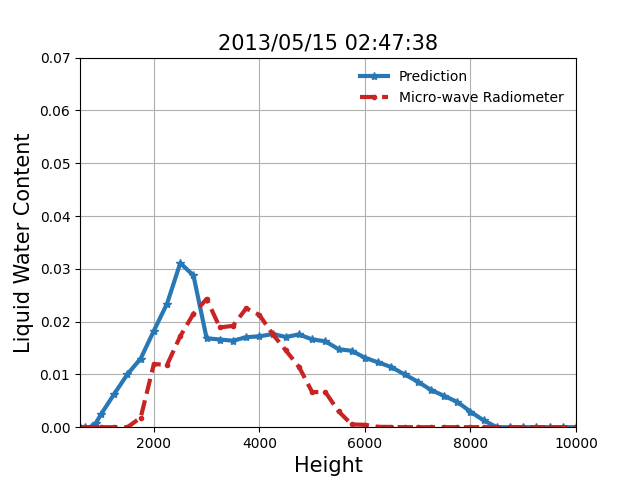 2013/05/15 02:47:38
Prediction
Micro-wave Radiometer
Liquid Water Content
0.07
0.06
0.05
0.04
0.03
0.02
0.01
0.00
2000 4000 6000 8000 10000
Height